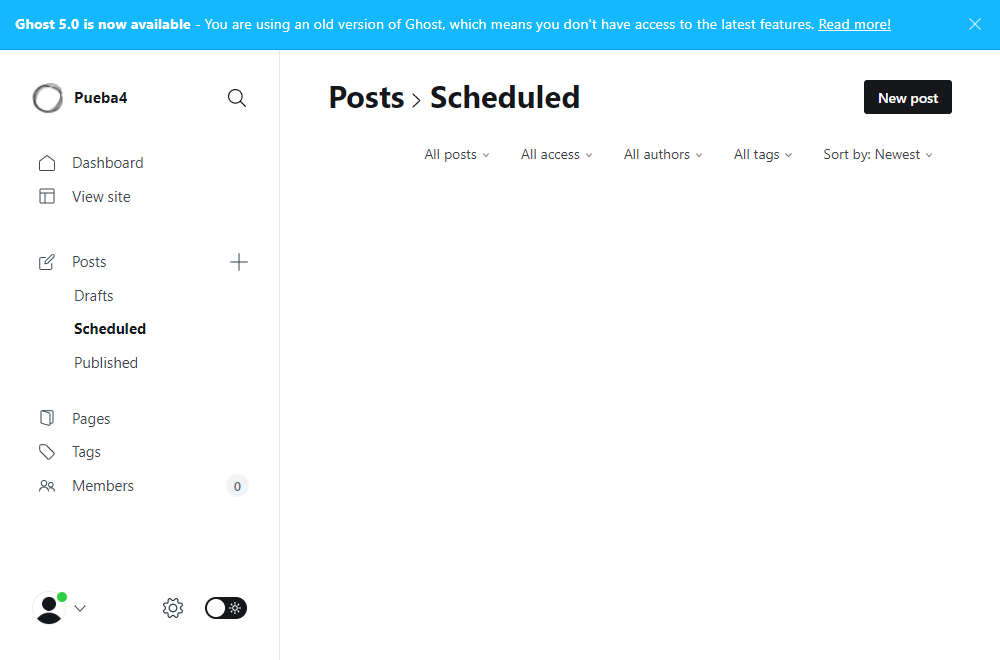 Ghost 5.0 is now available - You are using an old version of Ghost, which means you don't have access to the latest features. Read more!
Pueba4
Posts > Scheduled
New post
All posts
All access
All authors
All tags
Sort by: Newest
Dashboard
View site
Posts
Drafts
Scheduled
Published
Pages
Tags
Members
0